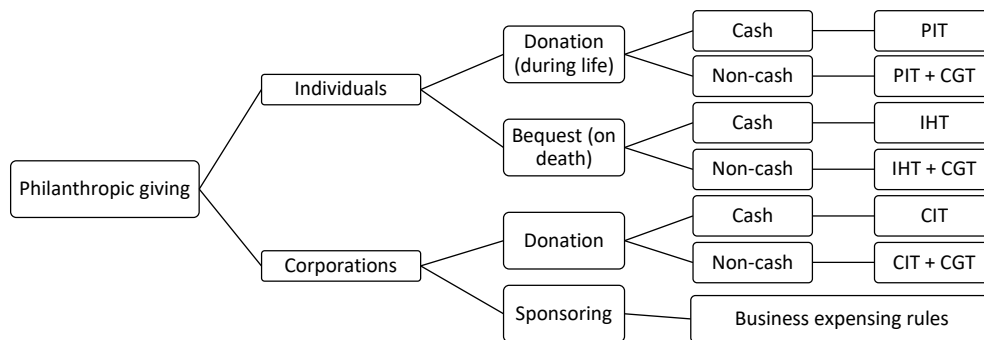 Philanthropic giving
Individuals
Donation
(during life)
Cash
PIT
Non-cash
PIT + CGT
Bequest (on
death)
Cash
IHT
Non-cash
IHT + CGT
Corporations
Donation
Cash
CIT
Non-cash
CIT + CGT
Sponsoring
Business expensing rules